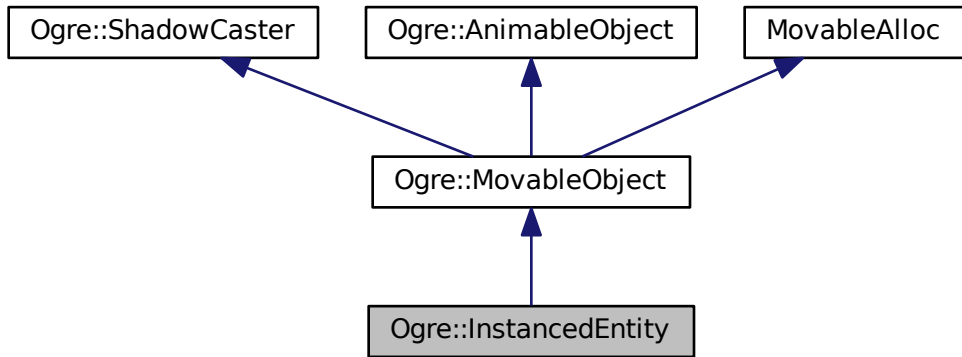 Ogre::ShadowCaster
Ogre::AnimableObject
MovableAlloc
Ogre::MovableObject
Ogre::InstancedEntity